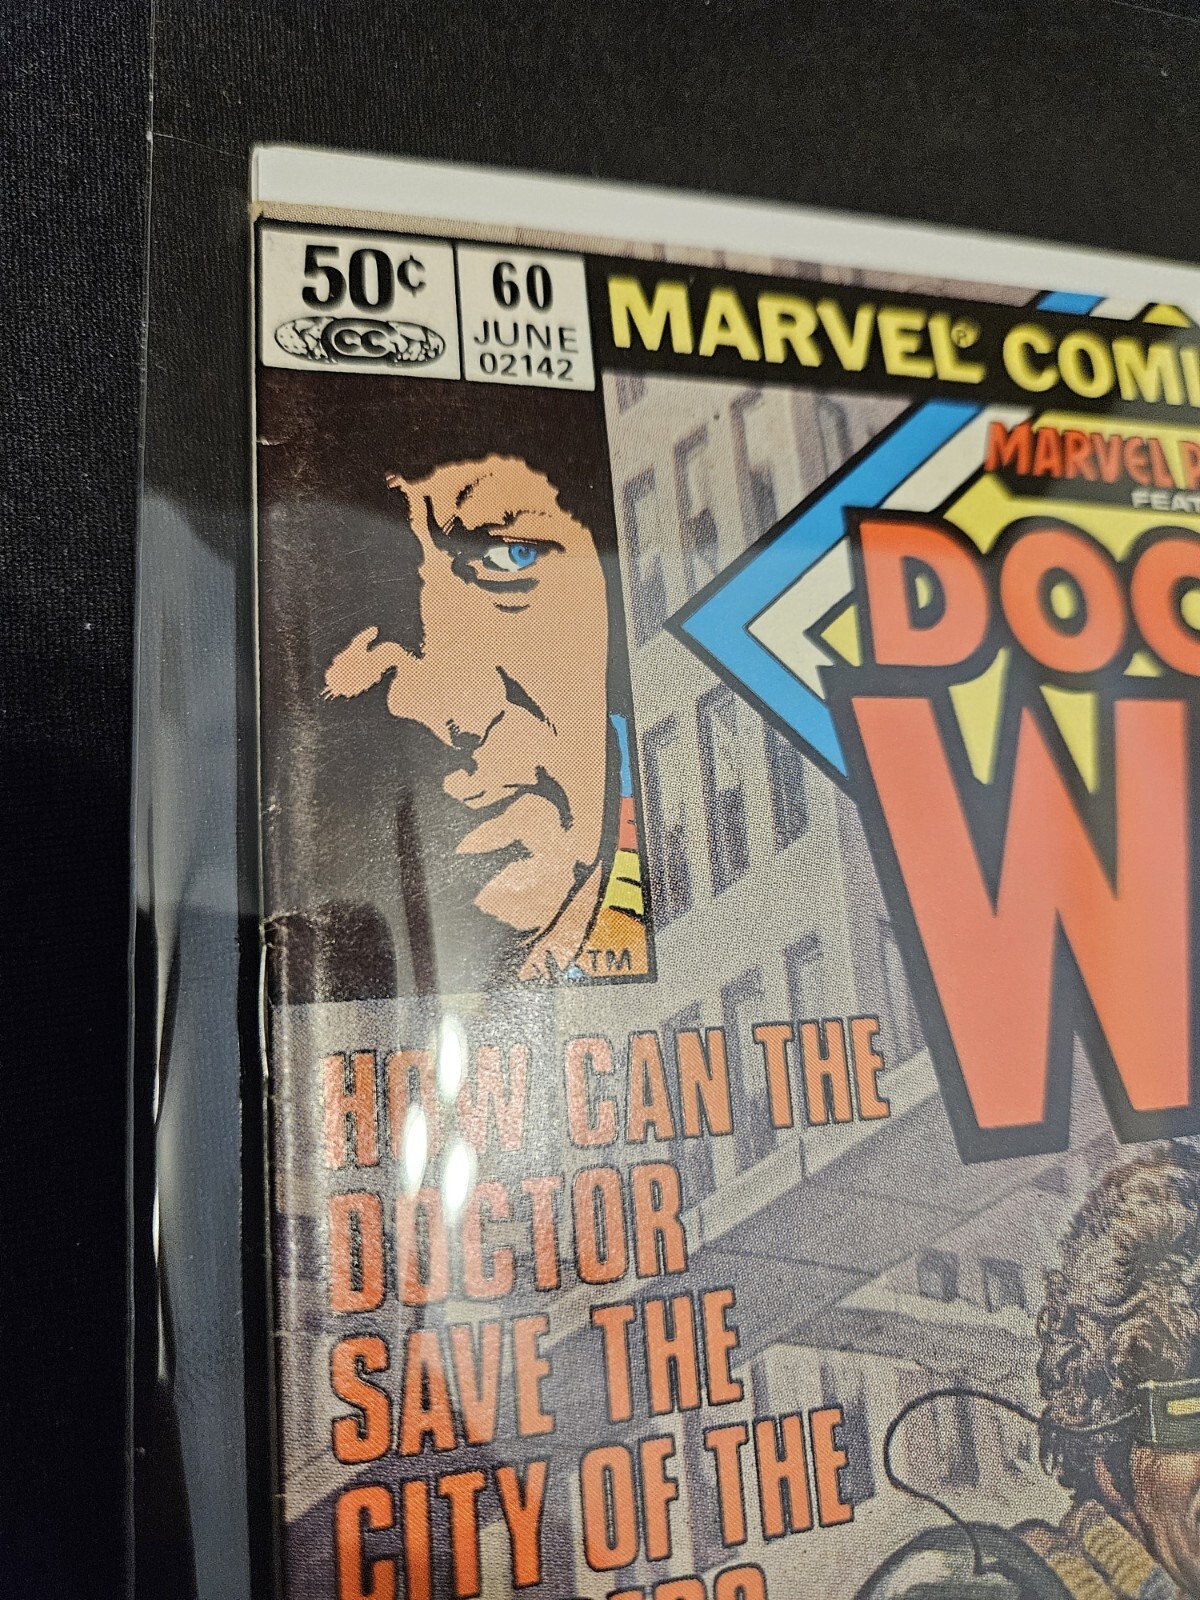 50¢
CC
60
JUNE
02142
MARVEL® COMI
MARVEL P
FEAT
DOC
W
TM
HOW CAN THE
DOCTOR
SAVE THE
CITY OF THE